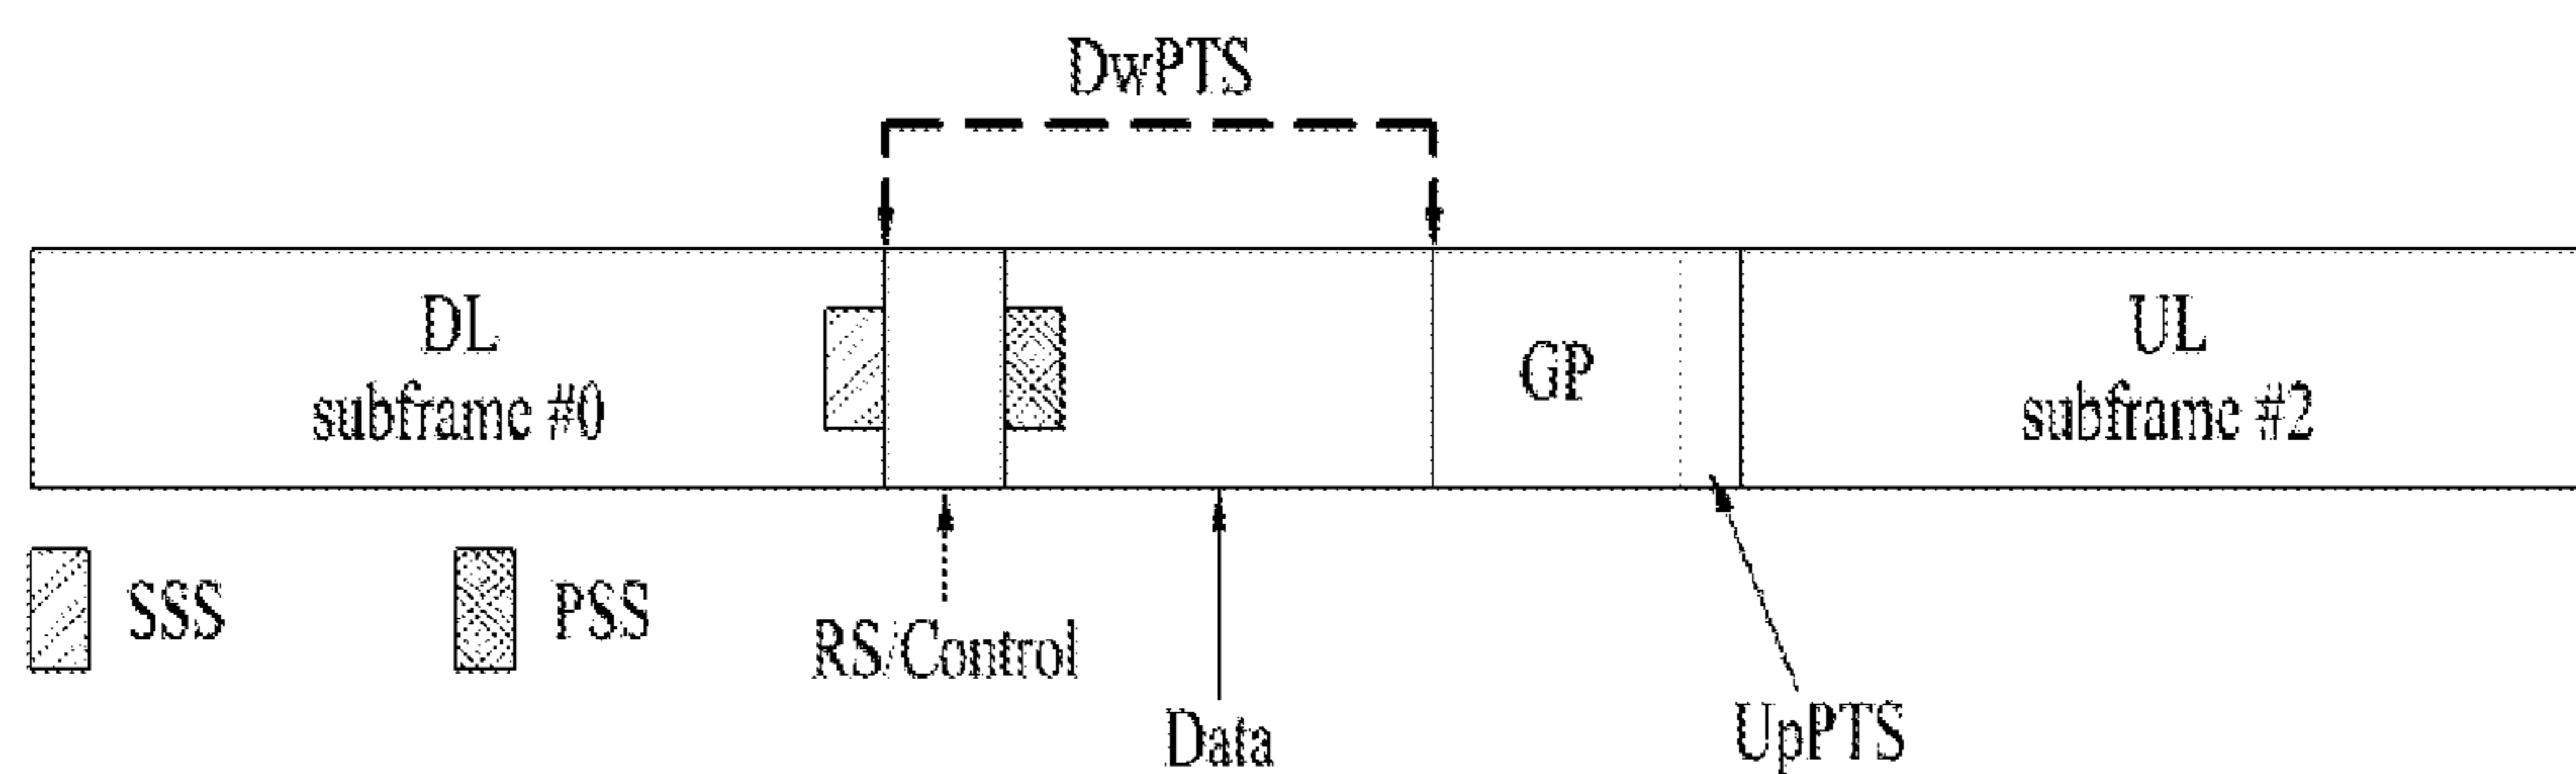 DwPTS
DL
subframe #0
GP
UL
subframe #2
SSS
PSS
RS/Control
Data
UpPTS